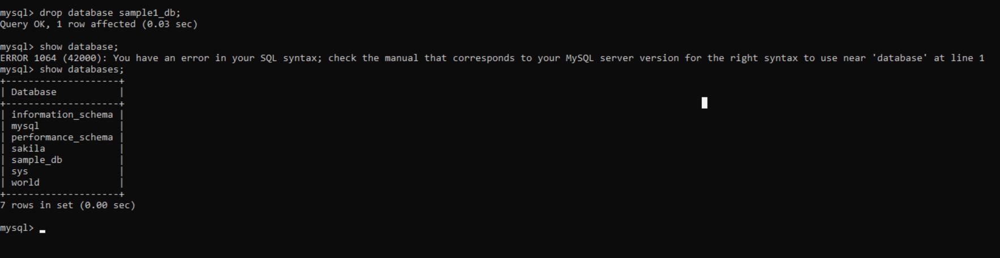 mysql> drop database sample1_db;
Query OK, 1 row affected (0.03 sec)
mysql> show database;
ERROR 1064 (42000): You have an error in your SQL syntax; check the manual that corresponds to your MySQL server version for the right syntax to use near 'database' at line 1
mysql> show databases;
+--------------------+
| Database           |
+--------------------+
| information_schema |
| mysql              |
| performance_schema |
| sakila             |
| sample_db          |
| sys                |
| world              |
+--------------------+
7 rows in set (0.00 sec)
mysql>